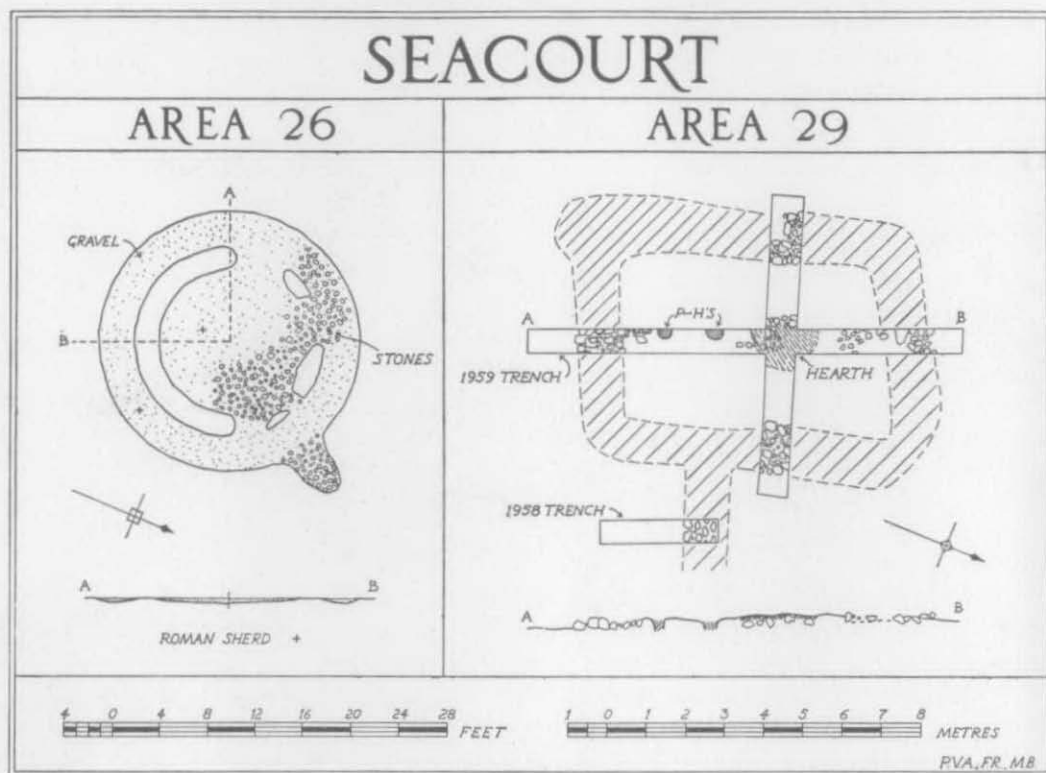 SEACOURT
AREA 26
A
GRAVEL
B
STONES
A B
ROMAN SHERD +
AREA 29
P-H'S
A B
1959 TRENCH
HEARTH
1958 TRENCH
A B
4 0 4 8 12 16 20 24 28
FEET
1 0 1 2 3 4 5 6 7 8
METRES
P.V.A., F.R., M.B.